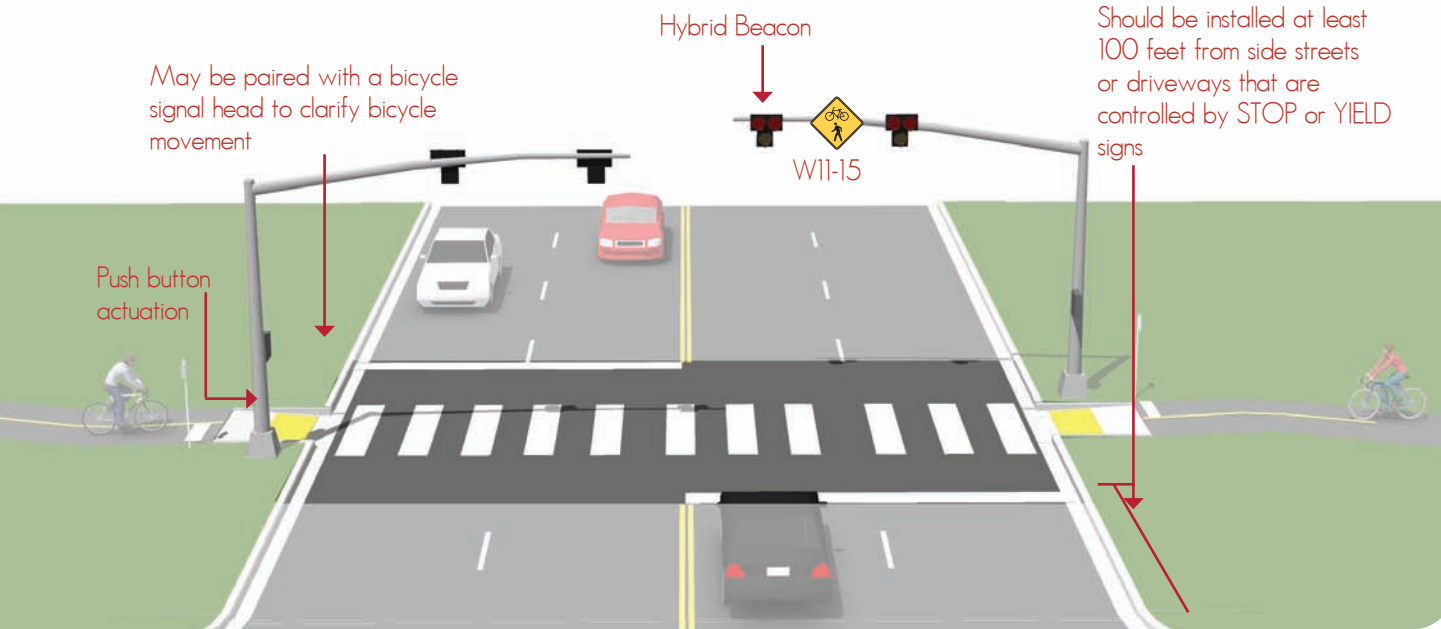 Hybrid Beacon
Should be installed at least
100 feet from side streets
or driveways that are
controlled by STOP or YIELD
signs
May be paired with a bicycle
signal head to clarify bicycle
movement
W11-15
Push button
actuation